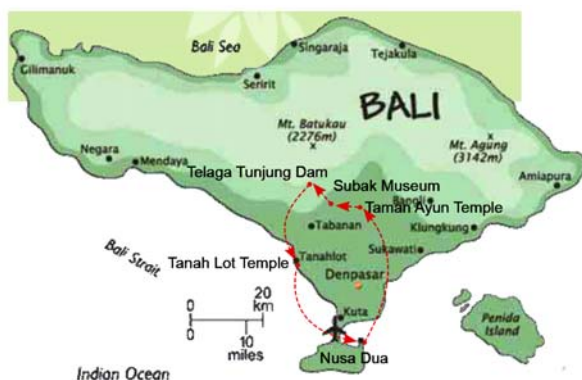 Bali Sea
Singaraja
Tejakula
Gilimanuk
Seririt
BALI
Mt. Batukau
(2276m)
Mt. Agung
(3142m)
Negara
Mendaya
Amiapura
Telaga Tunjung Dam
Subak Museum
Bangli
Taman Ayun Temple
Tabanan
Klungkung
Sukawati
Bali Strait
Tanah Lot Temple
Tanahlot
Denpasar
0
20
km
0
10
miles
Kuta
Penida
Island
Nusa Dua
Indian Ocean